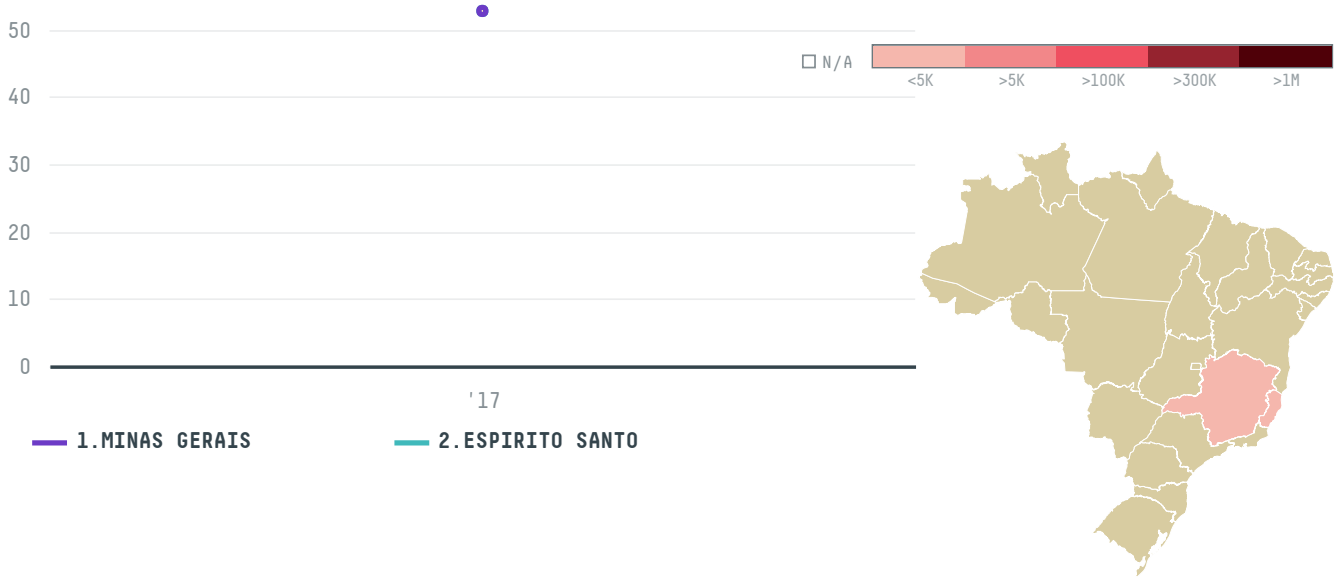 50
40
30
20
10
0
'17
1.MINAS GERAIS
2.ESPIRITO SANTO
N/A
<5K
>5K
>100K
>300K
>1M